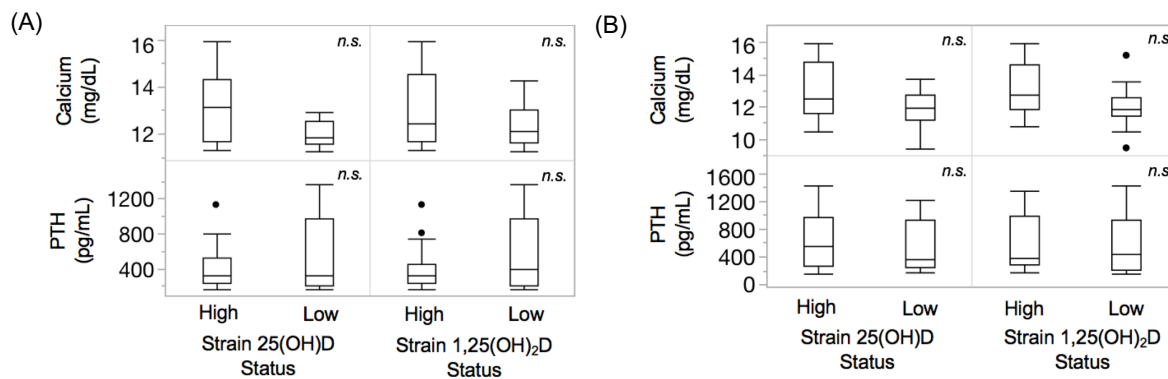 (A)
Calcium
(mg/dL)
16
14
12
n.s.
n.s.
PTH
(pg/mL)
1200
800
400
n.s.
n.s.
High
Low
High
Low
Strain 25(OH)D
Status
Strain 1,25(OH)₂D
Status
(B)
Calcium
(mg/dL)
16
14
12
10
n.s.
n.s.
PTH
(pg/mL)
1600
1200
800
400
0
n.s.
n.s.
High
Low
High
Low
Strain 25(OH)D
Status
Strain 1,25(OH)₂D
Status